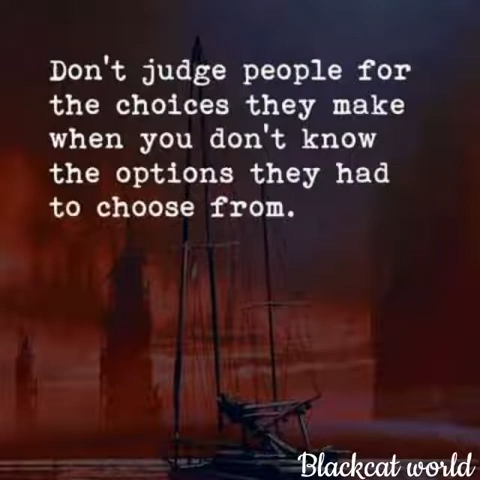 Don't judge people for
the choices they make
when you don't know
the options they had
to choose from.
Blackcat world